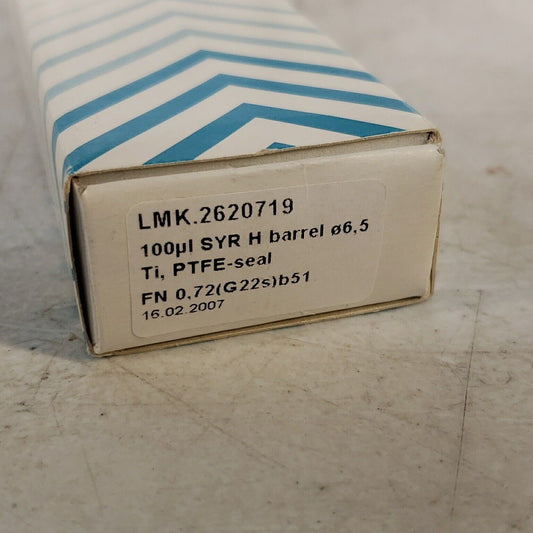 LMK.2620719
100µl SYR H barrel ø6,5
Ti, PTFE-seal
FN 0,72(G22s)b51
16.02.2007